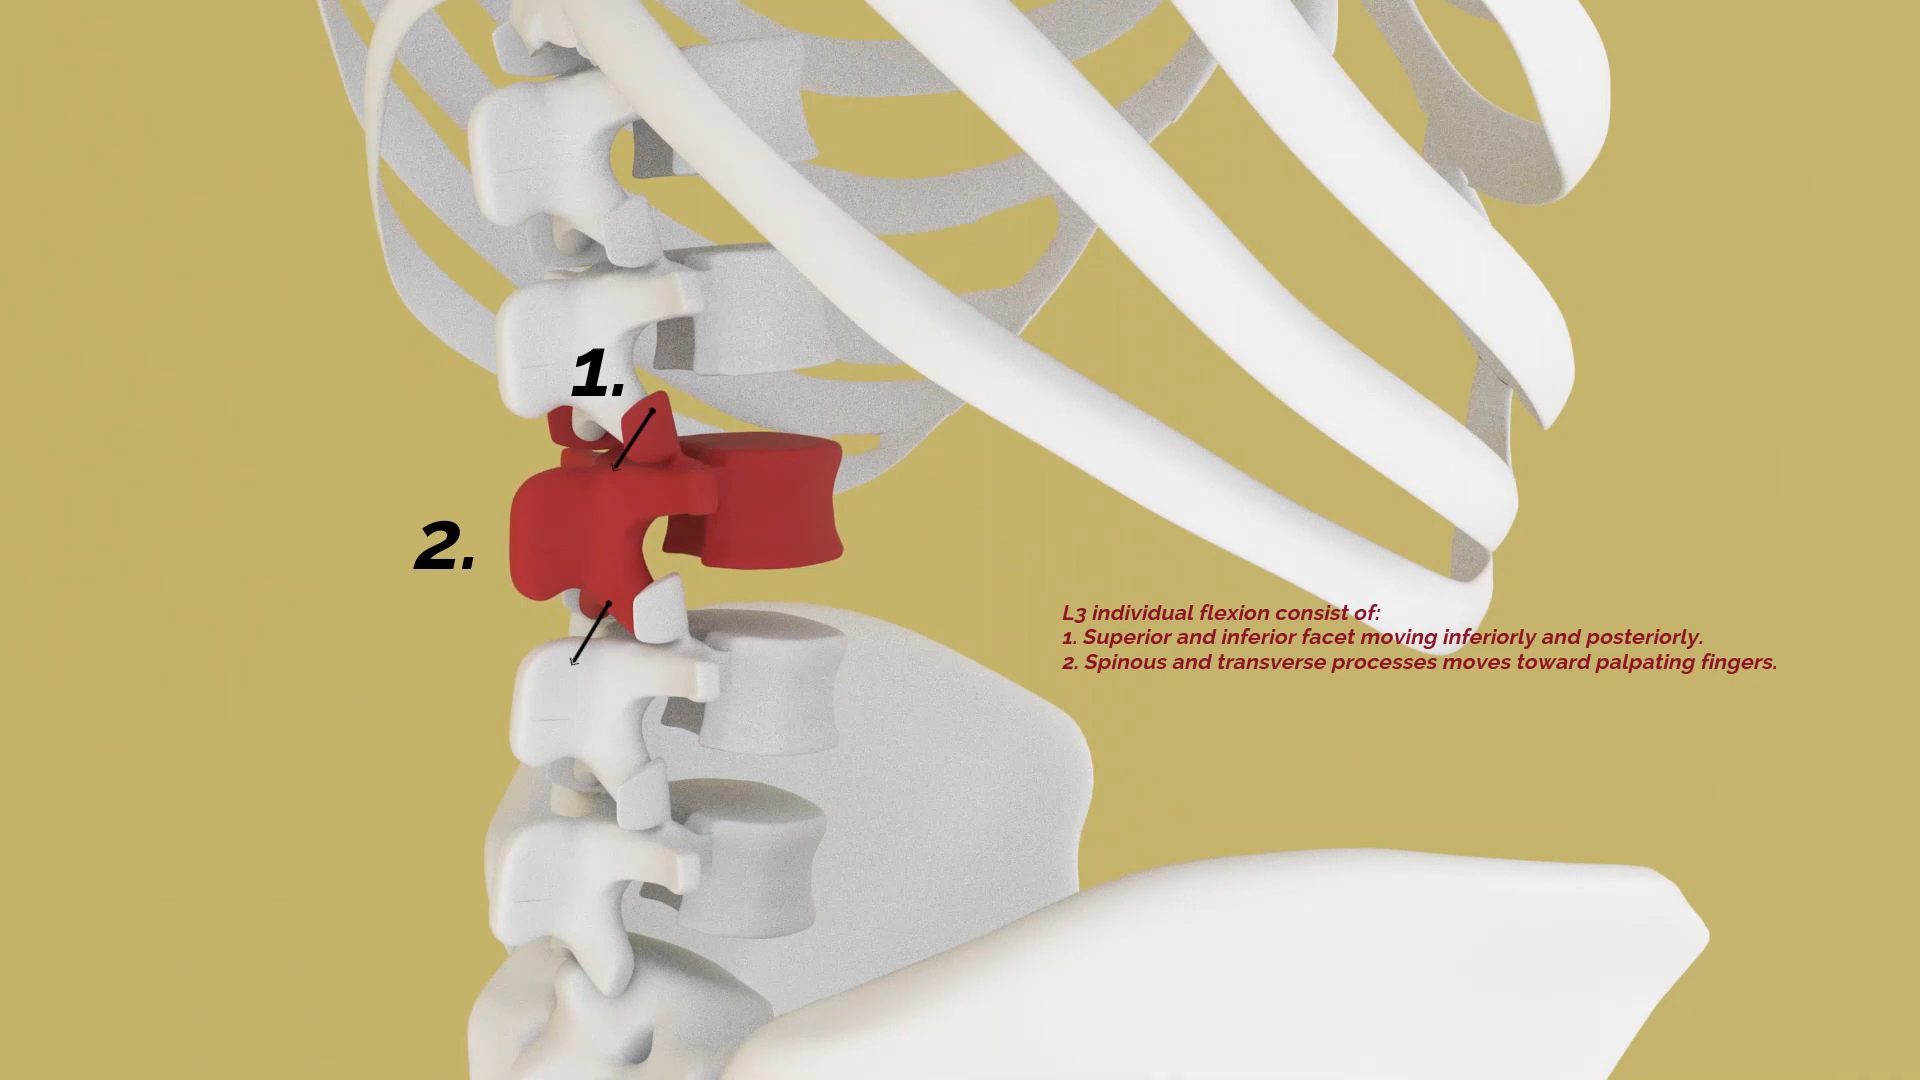 1.
2.
L3 individual flexion consist of:
1. Superior and inferior facet moving inferiorly and posteriorly.
2. Spinous and transverse processes moves toward palpating fingers.